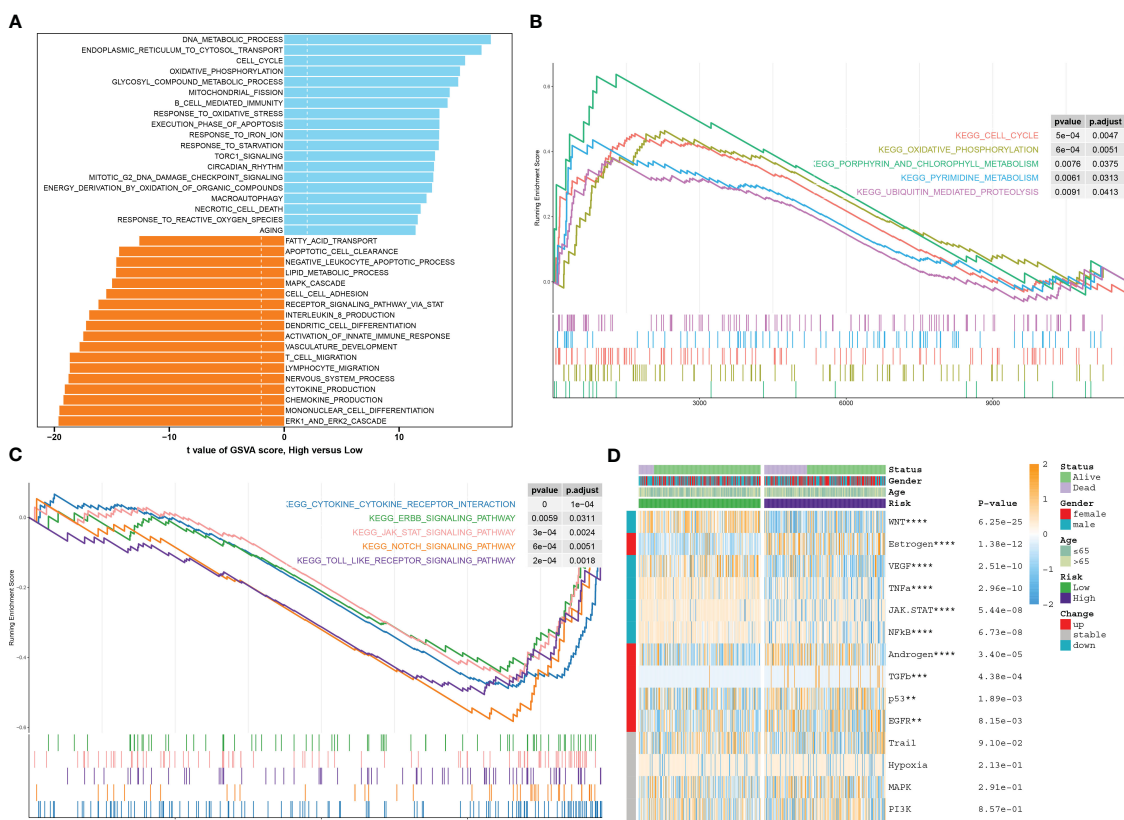 A
DNA_METABOLIC_PROCESS
ENDOPLASMIC_RETICULUM_TO_CYTOSOL_TRANSPORT
CELL_CYCLE
OXIDATIVE_PHOSPHORYLATION
GLYCOSYL_COMPOUND_METABOLIC_PROCESS
MITOCHONDRIAL_FISSION
B_CELL_MEDIATED_IMMUNITY
RESPONSE_TO_OXIDATIVE_STRESS
EXECUTION_PHASE_OF_APOPTOSIS
RESPONSE_TO_IRON_ION
RESPONSE_TO_STARVATION
TORC1_SIGNALING
CIRCADIAN_RHYTHM
MITOTIC_G2_DNA_DAMAGE_CHECKPOINT_SIGNALING
ENERGY_DERIVATION_BY_OXIDATION_OF_ORGANIC_COMPOUNDS
MACROAUTOPHAGY
NECROTIC_CELL_DEATH
RESPONSE_TO_REACTIVE_OXYGEN_SPECIES
AGING
FATTY_ACID_TRANSPORT
APOPTOTIC_CELL_CLEARANCE
NEGATIVE_LEUKOCYTE_APOPTOTIC_PROCESS
LIPID_METABOLIC_PROCESS
MAPK_CASCADE
CELL_CELL_ADHESION
RECEPTOR_SIGNALING_PATHWAY_VIA_STAT
INTERLEUKIN_8_PRODUCTION
DENDRITIC_CELL_DIFFERENTIATION
ACTIVATION_OF_INNATE_IMMUNE_RESPONSE
VASCULATURE_DEVELOPMENT
T_CELL_MIGRATION
LYMPHOCYTE_MIGRATION
NERVOUS_SYSTEM_PROCESS
CYTOKINE_PRODUCTION
CHEMOKINE_PRODUCTION
MONONUCLEAR_CELL_DIFFERENTIATION
ERK1_AND_ERK2_CASCADE
−20 −10 0 10
t value of GSVA score, High versus Low
B
Running Enrichment Score
0.6
0.4
0.2
0.0
pvalue p.adjust
KEGG_CELL_CYCLE 5e−04 0.0047
KEGG_OXIDATIVE_PHOSPHORYLATION 6e−04 0.0051
:EGG_PORPHYRIN_AND_CHLOROPHYLL_METABOLISM 0.0076 0.0375
KEGG_PYRIMIDINE_METABOLISM 0.0061 0.0313
KEGG_UBIQUITIN_MEDIATED_PROTEOLYSIS 0.0091 0.0413
3000 6000 9000
C
Running Enrichment Score
0.0
−0.2
−0.4
−0.6
pvalue p.adjust
:EGG_CYTOKINE_CYTOKINE_RECEPTOR_INTERACTION 0 1e−04
KEGG_ERBB_SIGNALING_PATHWAY 0.0059 0.0311
KEGG_JAK_STAT_SIGNALING_PATHWAY 3e−04 0.0024
KEGG_NOTCH_SIGNALING_PATHWAY 6e−04 0.0051
KEGG_TOLL_LIKE_RECEPTOR_SIGNALING_PATHWAY 2e−04 0.0018
D
Status
Gender
Age
Risk P-value
WNT**** 6.25e-25
Estrogen**** 1.38e-12
VEGF**** 2.51e-10
TNFa**** 2.96e-10
JAK.STAT**** 5.44e-08
NFkB**** 6.73e-08
Androgen**** 3.40e-05
TGFb*** 4.38e-04
p53** 1.89e-03
EGFR** 8.15e-03
Trail 9.10e-02
Hypoxia 2.13e-01
MAPK 2.91e-01
PI3K 8.57e-01
2
1
0
−1
−2
Status
Alive
Dead
Gender
female
male
Age
≤65
>65
Risk
Low
High
Change
up
stable
down